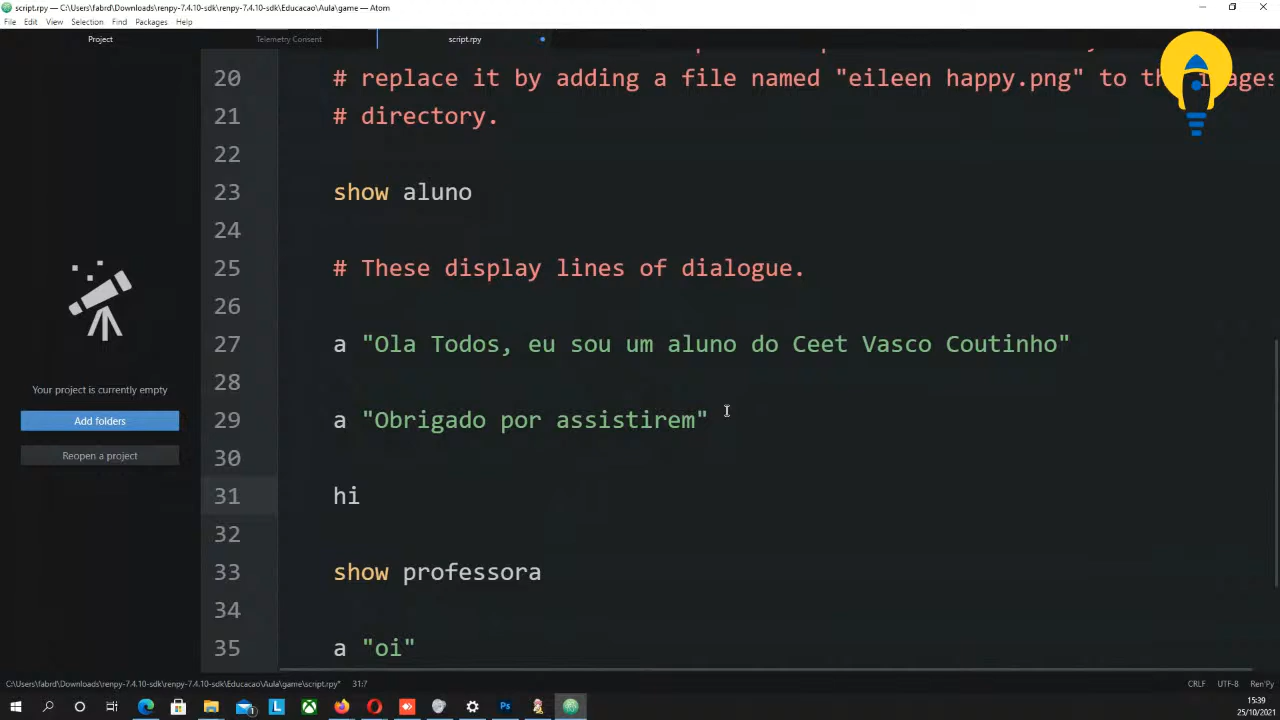 script.rpy — C:\Users\fabrd\Downloads\renpy-7.4.10-sdk\renpy-7.4.10-sdk\Educacao\Aula\game — Atom
File Edit View Selection Find Packages Help
Project
Telemetry Consent
script.rpy
20 # replace it by adding a file named "eileen happy.png" to the images
21 # directory.
22
23 show aluno
24
25 # These display lines of dialogue.
26
27 a "Ola Todos, eu sou um aluno do Ceet Vasco Coutinho"
28
29 a "Obrigado por assistirem"
30
31 hi
32
33 show professora
34
35 a "oi"
Your project is currently empty
Add folders
Reopen a project
C:\Users\fabrd\Downloads\renpy-7.4.10-sdk\renpy-7.4.10-sdk\Educacao\Aula\game\script.rpy* 31:7
CRLF UTF-8 Ren'Py
15:39
25/10/2021